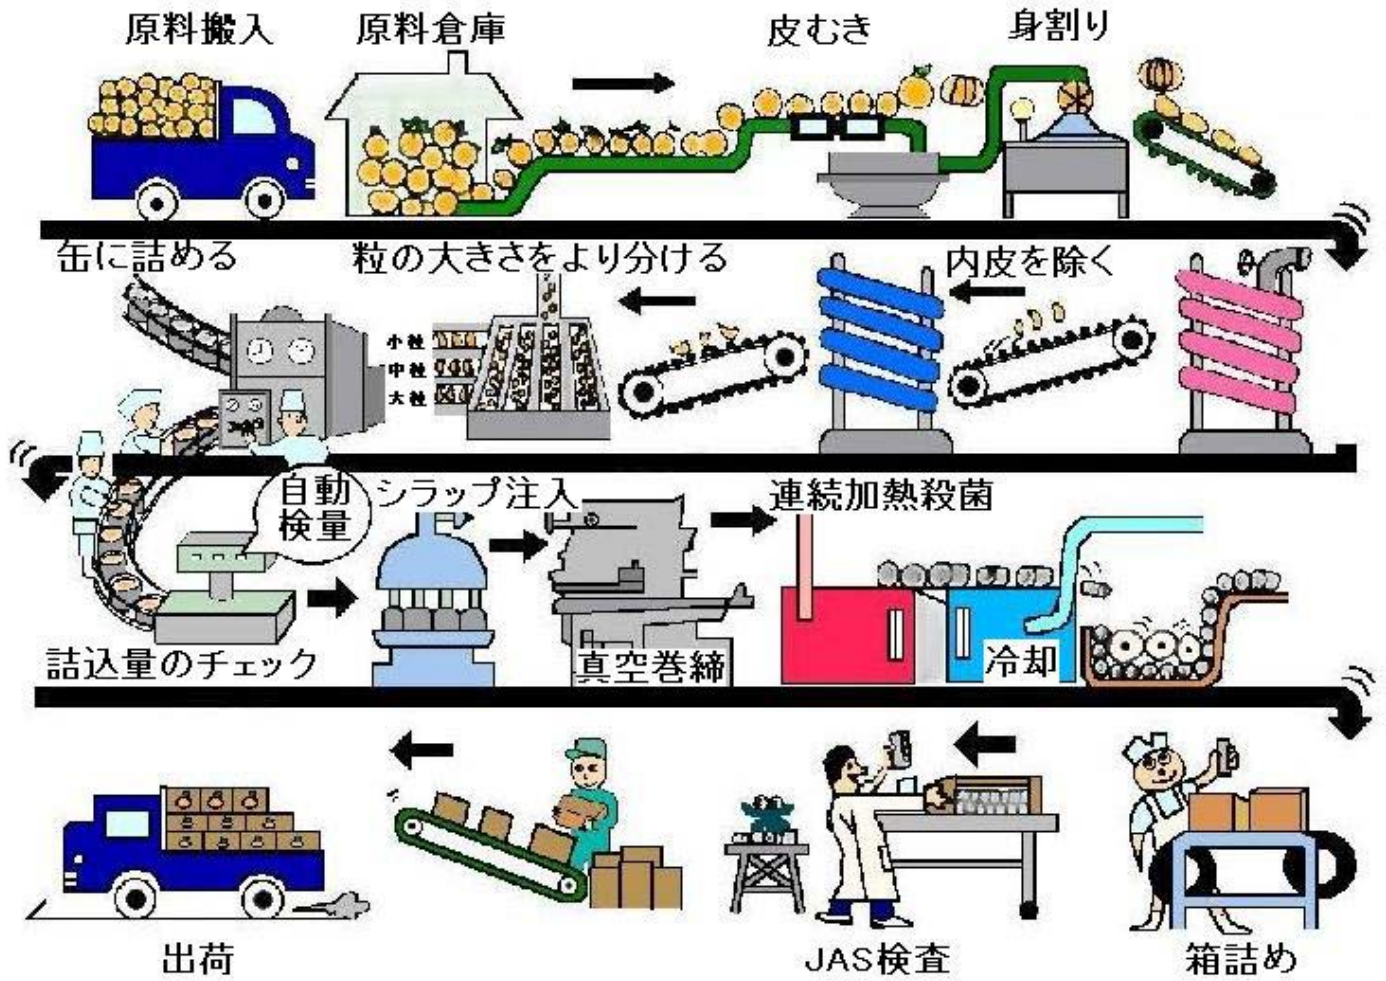 原料搬入
原料倉庫
皮むき
身割り
缶に詰める
粒の大きさをより分ける
内皮を除く
小粒
中粒
大粒
自動
検量
シラップ注入
連続加熱殺菌
詰込量のチェック
真空巻締
冷却
出荷
JAS検査
箱詰め